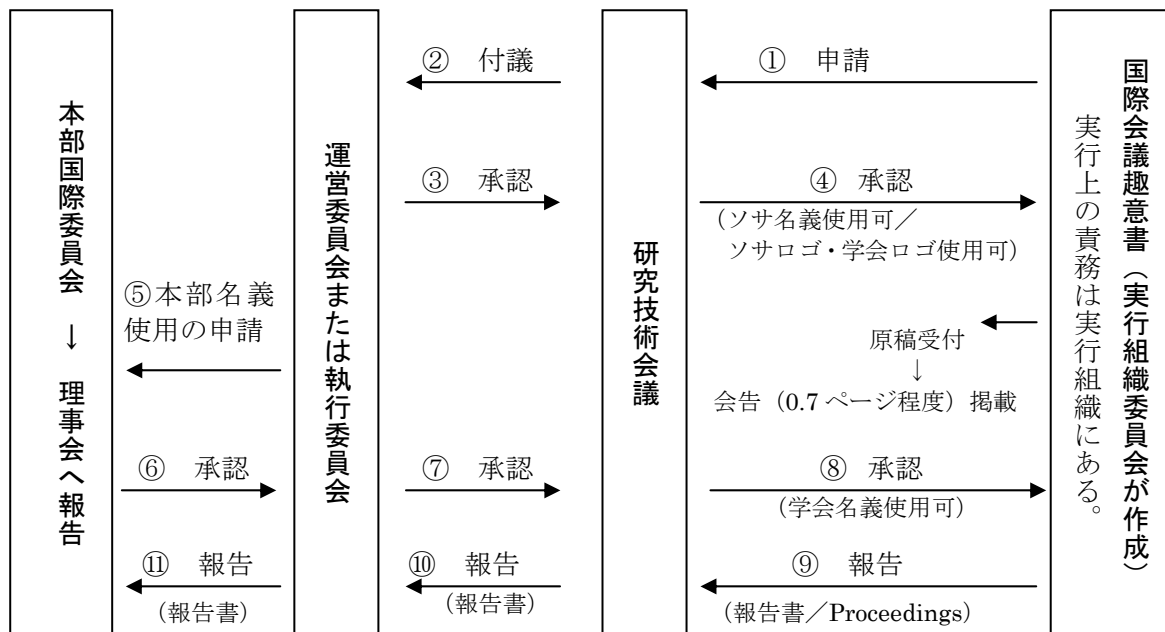 本部国際委員会 → 理事会へ報告
運営委員会または執行委員会
研究技術会議
国際会議趣意書（実行組織委員会が作成）
実行上の責務は実行組織にある。
② 付議
① 申請
③ 承認
④ 承認
（ソサ名義使用可／
ソサロゴ・学会ロゴ使用可）
⑤本部名義
使用の申請
原稿受付
↓
会告（0.7 ページ程度）掲載
⑥ 承認
⑦ 承認
⑧ 承認
（学会名義使用可）
⑪ 報告
（報告書）
⑩ 報告
（報告書）
⑨ 報告
（報告書／Proceedings）